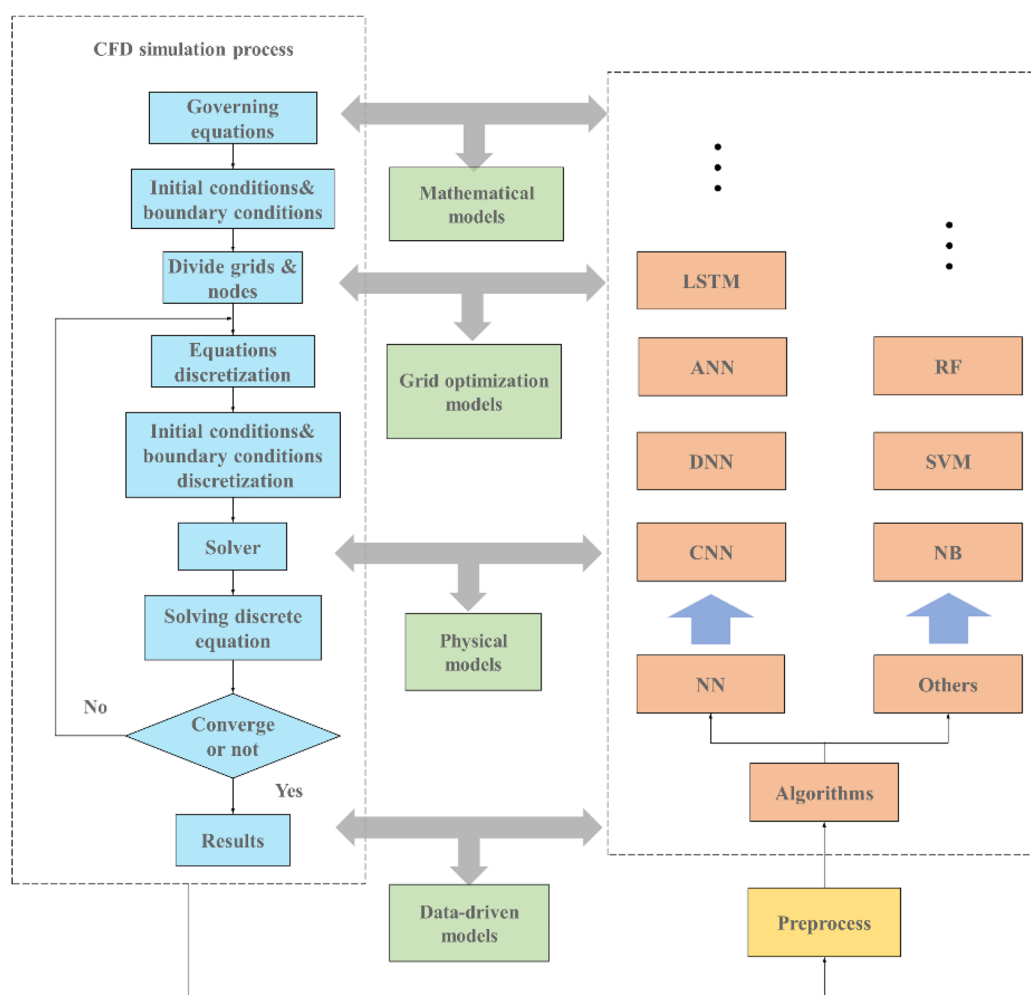 CFD simulation process
Governing
equations
Initial conditions&
boundary conditions
Divide grids &
nodes
Equations
discretization
Initial conditions&
boundary conditions
discretization
Solver
Solving discrete
equation
No
Converge
or not
Yes
Results
Mathematical
models
Grid optimization
models
Physical
models
Data-driven
models
LSTM
ANN
DNN
CNN
NN
RF
SVM
NB
Others
Algorithms
Preprocess